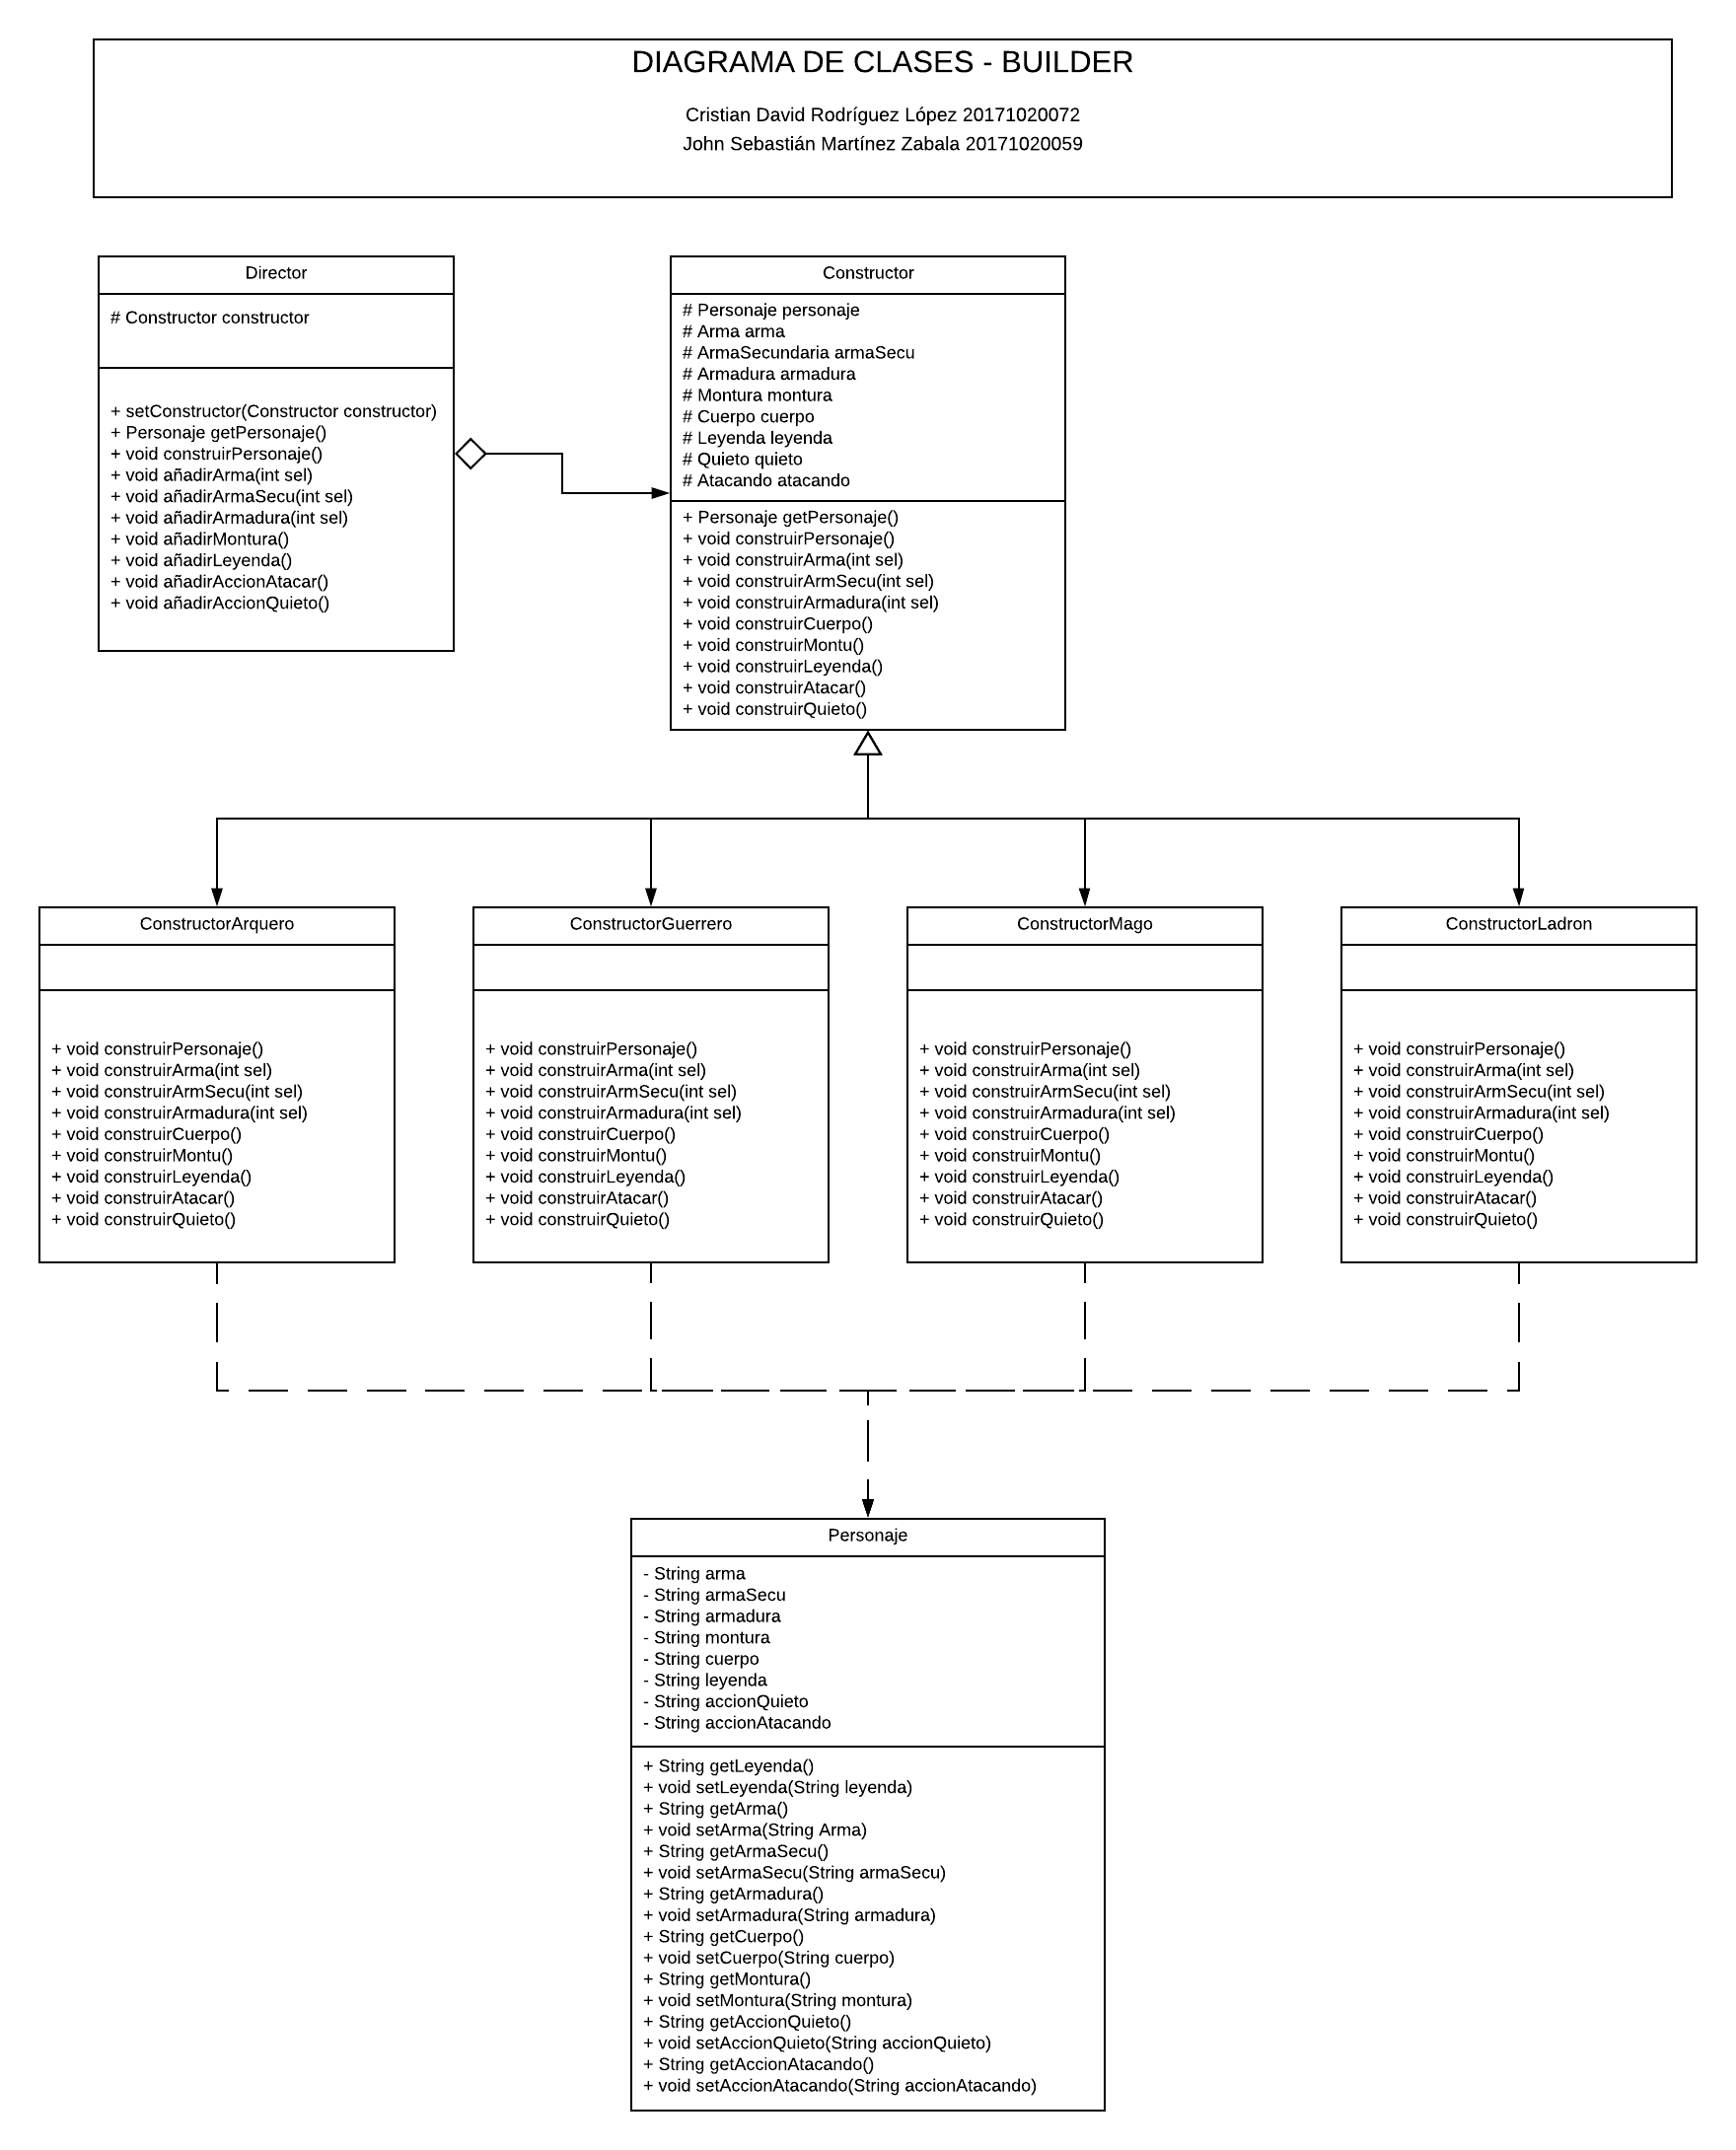 DIAGRAMA DE CLASES - BUILDER
Cristian David Rodríguez López 20171020072
John Sebastián Martínez Zabala 20171020059
Director
# Constructor constructor
+ setConstructor(Constructor constructor)
+ Personaje getPersonaje()
+ void construirPersonaje()
+ void añadirArma(int sel)
+ void añadirArmaSecu(int sel)
+ void añadirArmadura(int sel)
+ void añadirMontura()
+ void añadirLeyenda()
+ void añadirAccionAtacar()
+ void añadirAccionQuieto()
Constructor
# Personaje personaje
# Arma arma
# ArmaSecundaria armaSecu
# Armadura armadura
# Montura montura
# Cuerpo cuerpo
# Leyenda leyenda
# Quieto quieto
# Atacando atacando
+ Personaje getPersonaje()
+ void construirPersonaje()
+ void construirArma(int sel)
+ void construirArmSecu(int sel)
+ void construirArmadura(int sel)
+ void construirCuerpo()
+ void construirMontu()
+ void construirLeyenda()
+ void construirAtacar()
+ void construirQuieto()
ConstructorArquero
+ void construirPersonaje()
+ void construirArma(int sel)
+ void construirArmSecu(int sel)
+ void construirArmadura(int sel)
+ void construirCuerpo()
+ void construirMontu()
+ void construirLeyenda()
+ void construirAtacar()
+ void construirQuieto()
ConstructorGuerrero
+ void construirPersonaje()
+ void construirArma(int sel)
+ void construirArmSecu(int sel)
+ void construirArmadura(int sel)
+ void construirCuerpo()
+ void construirMontu()
+ void construirLeyenda()
+ void construirAtacar()
+ void construirQuieto()
ConstructorMago
+ void construirPersonaje()
+ void construirArma(int sel)
+ void construirArmSecu(int sel)
+ void construirArmadura(int sel)
+ void construirCuerpo()
+ void construirMontu()
+ void construirLeyenda()
+ void construirAtacar()
+ void construirQuieto()
ConstructorLadron
+ void construirPersonaje()
+ void construirArma(int sel)
+ void construirArmSecu(int sel)
+ void construirArmadura(int sel)
+ void construirCuerpo()
+ void construirMontu()
+ void construirLeyenda()
+ void construirAtacar()
+ void construirQuieto()
Personaje
- String arma
- String armaSecu
- String armadura
- String montura
- String cuerpo
- String leyenda
- String accionQuieto
- String accionAtacando
+ String getLeyenda()
+ void setLeyenda(String leyenda)
+ String getArma()
+ void setArma(String Arma)
+ String getArmaSecu()
+ void setArmaSecu(String armaSecu)
+ String getArmadura()
+ void setArmadura(String armadura)
+ String getCuerpo()
+ void setCuerpo(String cuerpo)
+ String getMontura()
+ void setMontura(String montura)
+ String getAccionQuieto()
+ void setAccionQuieto(String accionQuieto)
+ String getAccionAtacando()
+ void setAccionAtacando(String accionAtacando)